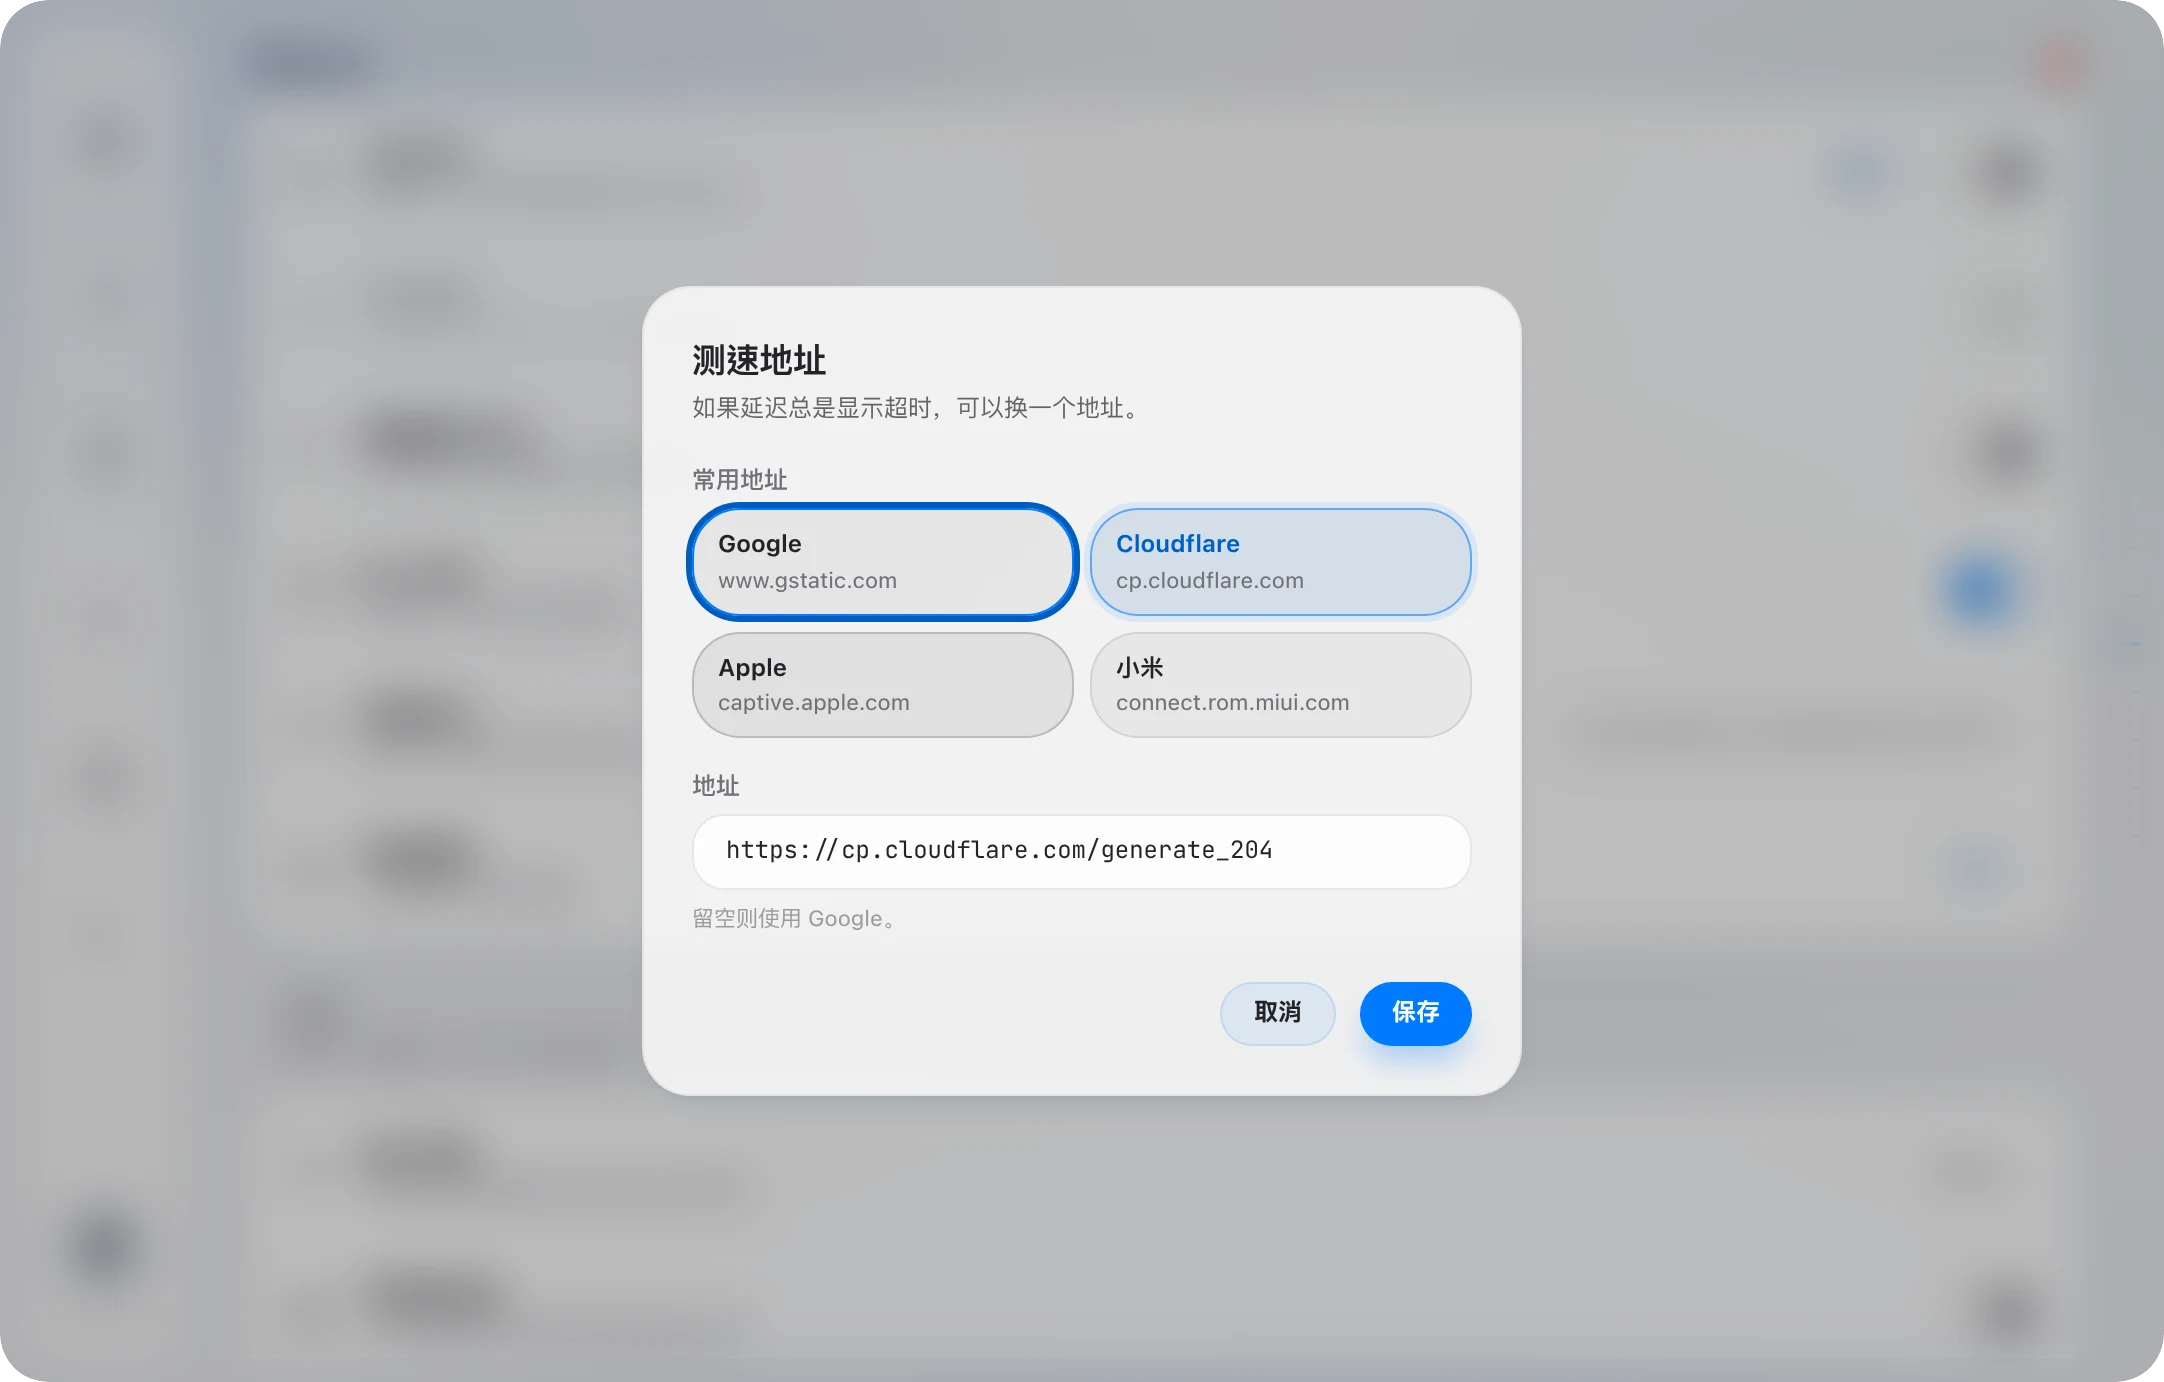 测速地址
如果延迟总是显示超时，可以换一个地址。
常用地址
Google
www.gstatic.com
Cloudflare
cp.cloudflare.com
Apple
captive.apple.com
小米
connect.rom.miui.com
地址
https://cp.cloudflare.com/generate_204
留空则使用 Google。
取消
保存